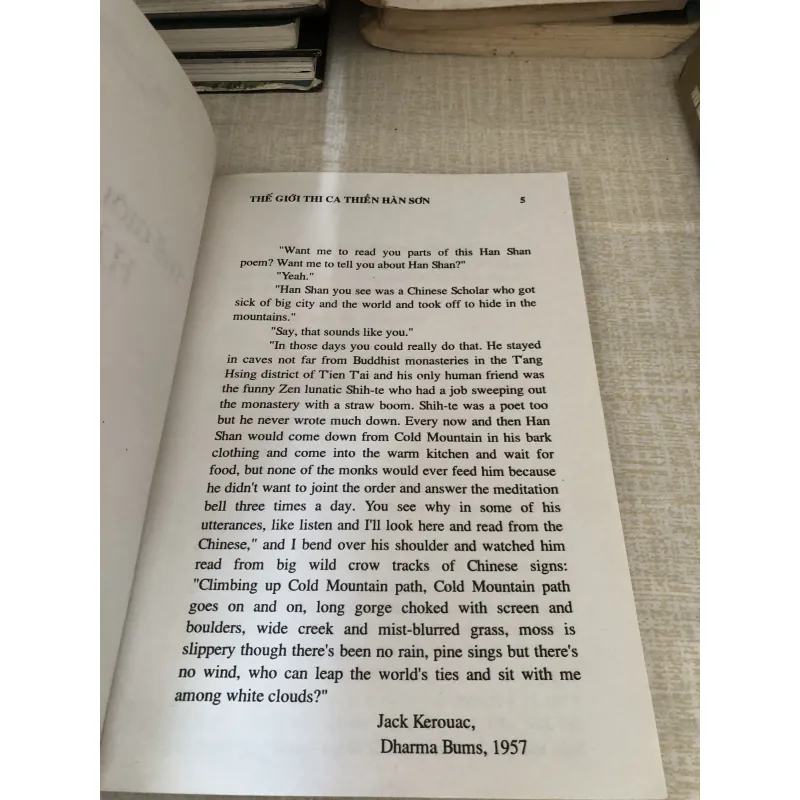 THẾ GIỚI THI CA THIỀN HÀN SƠN 5
"Want me to read you parts of this Han Shan
poem? Want me to tell you about Han Shan?"
"Yeah."
"Han Shan you see was a Chinese Scholar who got
sick of big city and the world and took off to hide in the
mountains."
"Say, that sounds like you."
"In those days you could really do that. He stayed
in caves not far from Buddhist monasteries in the T'ang
Hsing district of T'ien T'ai and his only human friend was
the funny Zen lunatic Shih-te who had a job sweeping out
the monastery with a straw boom. Shih-te was a poet too
but he never wrote much down. Every now and then Han
Shan would come down from Cold Mountain in his bark
clothing and come into the warm kitchen and wait for
food, but none of the monks would ever feed him because
he didn't want to joint the order and answer the meditation
bell three times a day. You see why in some of his
utterances, like listen and I'll look here and read from the
Chinese," and I bend over his shoulder and watched him
read from big wild crow tracks of Chinese signs:
"Climbing up Cold Mountain path, Cold Mountain path
goes on and on, long gorge choked with screen and
boulders, wide creek and mist-blurred grass, moss is
slippery though there's been no rain, pine sings but there's
no wind, who can leap the world's ties and sit with me
among white clouds?"
Jack Kerouac,
Dharma Bums, 1957